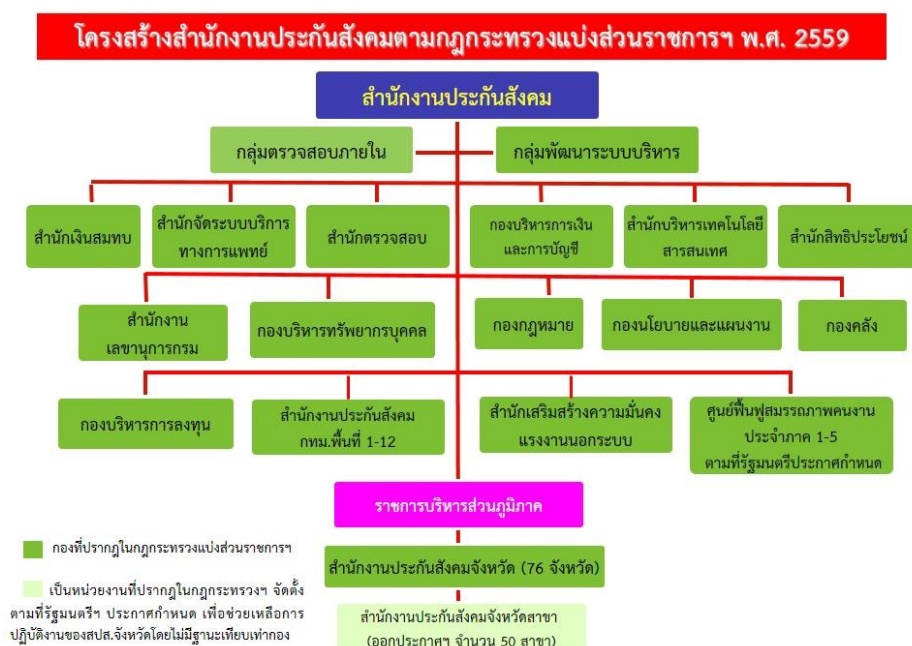 โครงสร้างสำนักงานประกันสังคมตามกฎกระทรวงแบ่งส่วนราชการฯ พ.ศ. 2559
สำนักงานประกันสังคม
กลุ่มตรวจสอบภายใน
กลุ่มพัฒนาระบบบริหาร
สำนักเงินสมทบ
สำนักจัดระบบบริการ
ทางการแพทย์
สำนักตรวจสอบ
กองบริหารการเงิน
และการบัญชี
สำนักบริหารเทคโนโลยี
สารสนเทศ
สำนักสิทธิประโยชน์
สำนักงาน
เลขานุการกรม
กองบริหารทรัพยากรบุคคล
กองกฎหมาย
กองนโยบายและแผนงาน
กองคลัง
กองบริหารการลงทุน
สำนักงานประกันสังคม
กทม.พื้นที่ 1-12
สำนักเสริมสร้างความมั่นคง
แรงงานนอกระบบ
ศูนย์ฟื้นฟูสมรรถภาพคนงาน
ประจำภาค 1-5
ตามที่รัฐมนตรีประกาศกำหนด
ราชการบริหารส่วนภูมิภาค
สำนักงานประกันสังคมจังหวัด (76 จังหวัด)
สำนักงานประกันสังคมจังหวัดสาขา
(ออกประกาศฯ จำนวน 50 สาขา)
กองที่ปรากฎในกฎกระทรวงแบ่งส่วนราชการฯ
เป็นหน่วยงานที่ปรากฎในกฎกระทรวงฯ จัดตั้ง
ตามที่รัฐมนตรีฯ ประกาศกำหนด เพื่อช่วยเหลือการ
ปฏิบัติงานของสปส.จังหวัดโดยไม่มีฐานะเทียบเท่ากอง